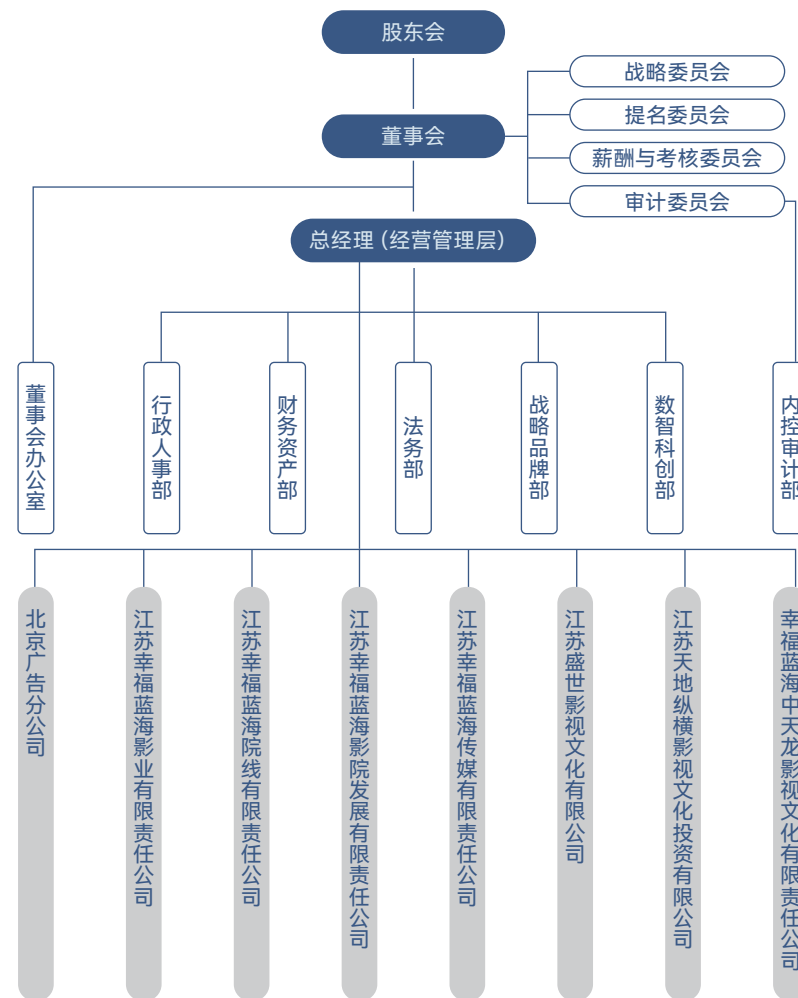 股东会
战略委员会
董事会
提名委员会
薪酬与考核委员会
审计委员会
总经理（经营管理层）
董事会办公室
行政人事部
财务资产部
法务部
战略品牌部
数智科创部
内控审计部
北京广告分公司
江苏幸福蓝海影业有限责任公司
江苏幸福蓝海院线有限责任公司
江苏幸福蓝海影院发展有限责任公司
江苏幸福蓝海传媒有限责任公司
江苏盛世影视文化有限公司
江苏天地纵横影视文化投资有限公司
幸福蓝海中天龙影视文化有限责任公司